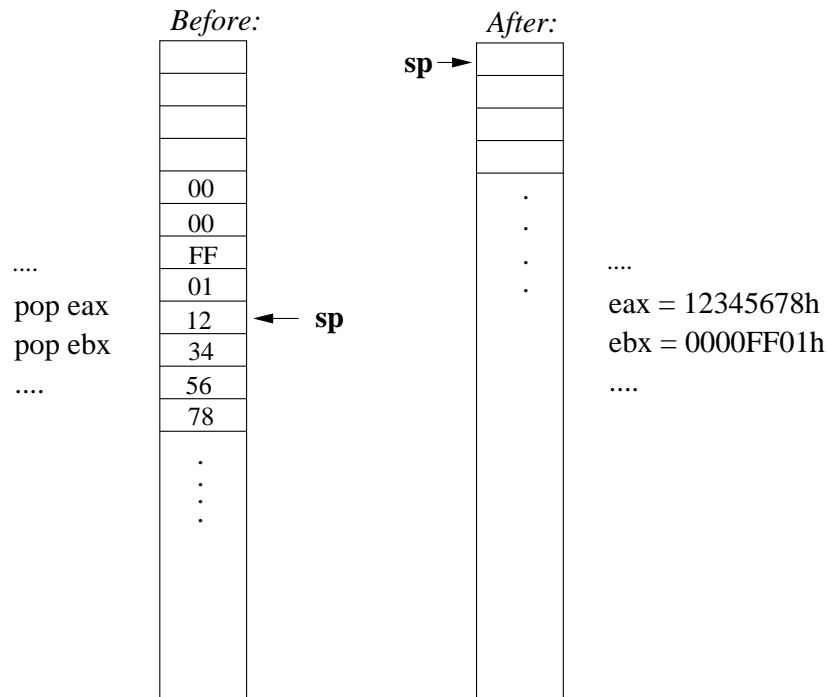 Before:
After:
sp
00
00
FF
01
12
34
56
78
.
.
.
.
sp
....
pop eax
pop ebx
....
.
.
.
.
....
eax = 12345678h
ebx = 0000FF01h
....